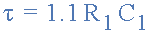 τ = 1.1 R₁ C₁